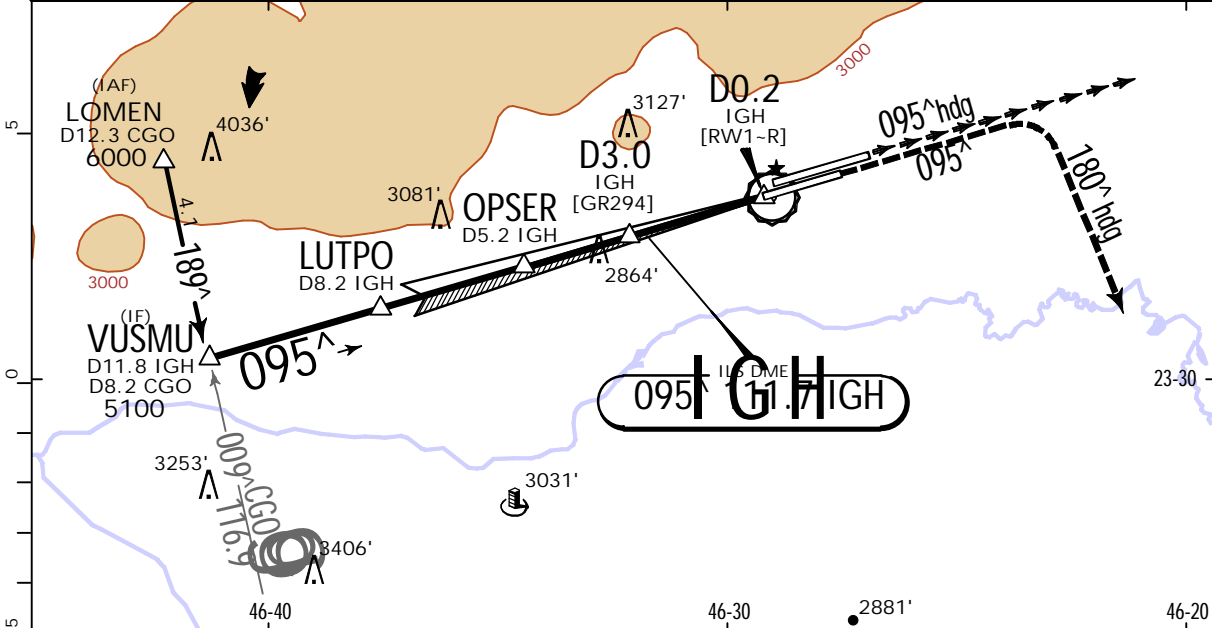 3000
(IAF)
LOMEN
D12.3 CGO
6000
4036'
3127'
D0.2
IGH
[RW1~R]
095^hdg
095^
180^hdg
D3.0
IGH
[GR294]
3081'
OPSER
D5.2 IGH
4.1
189^
LUTPO
D8.2 IGH
2864'
3000
(IF)
VUSMU
D11.8 IGH
D8.2 CGO
5100
095^
ILS DME
095^ 111.7 IGH
IGH
5
0
5
23-30
3253'
009^CGO
116.9
3031'
3406'
46-40
46-30
2881'
46-20